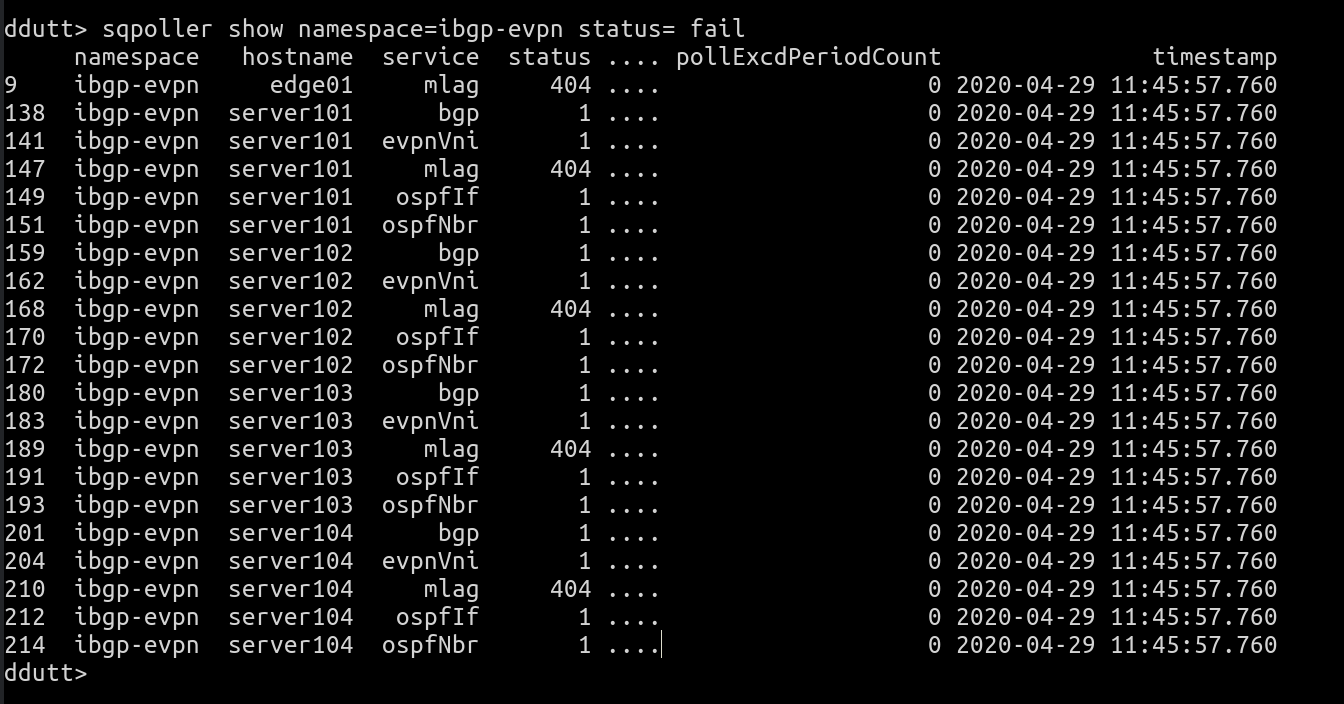 ddutt> sqpoller show namespace=ibgp-evpn status= fail
     namespace   hostname  service  status .... pollExcdPeriodCount               timestamp
9    ibgp-evpn     edge01     mlag     404 ....                   0 2020-04-29 11:45:57.760
138  ibgp-evpn  server101      bgp       1 ....                   0 2020-04-29 11:45:57.760
141  ibgp-evpn  server101  evpnVni       1 ....                   0 2020-04-29 11:45:57.760
147  ibgp-evpn  server101     mlag     404 ....                   0 2020-04-29 11:45:57.760
149  ibgp-evpn  server101   ospfIf       1 ....                   0 2020-04-29 11:45:57.760
151  ibgp-evpn  server101  ospfNbr       1 ....                   0 2020-04-29 11:45:57.760
159  ibgp-evpn  server102      bgp       1 ....                   0 2020-04-29 11:45:57.760
162  ibgp-evpn  server102  evpnVni       1 ....                   0 2020-04-29 11:45:57.760
168  ibgp-evpn  server102     mlag     404 ....                   0 2020-04-29 11:45:57.760
170  ibgp-evpn  server102   ospfIf       1 ....                   0 2020-04-29 11:45:57.760
172  ibgp-evpn  server102  ospfNbr       1 ....                   0 2020-04-29 11:45:57.760
180  ibgp-evpn  server103      bgp       1 ....                   0 2020-04-29 11:45:57.760
183  ibgp-evpn  server103  evpnVni       1 ....                   0 2020-04-29 11:45:57.760
189  ibgp-evpn  server103     mlag     404 ....                   0 2020-04-29 11:45:57.760
191  ibgp-evpn  server103   ospfIf       1 ....                   0 2020-04-29 11:45:57.760
193  ibgp-evpn  server103  ospfNbr       1 ....                   0 2020-04-29 11:45:57.760
201  ibgp-evpn  server104      bgp       1 ....                   0 2020-04-29 11:45:57.760
204  ibgp-evpn  server104  evpnVni       1 ....                   0 2020-04-29 11:45:57.760
210  ibgp-evpn  server104     mlag     404 ....                   0 2020-04-29 11:45:57.760
212  ibgp-evpn  server104   ospfIf       1 ....                   0 2020-04-29 11:45:57.760
214  ibgp-evpn  server104  ospfNbr       1 ....                   0 2020-04-29 11:45:57.760
ddutt>